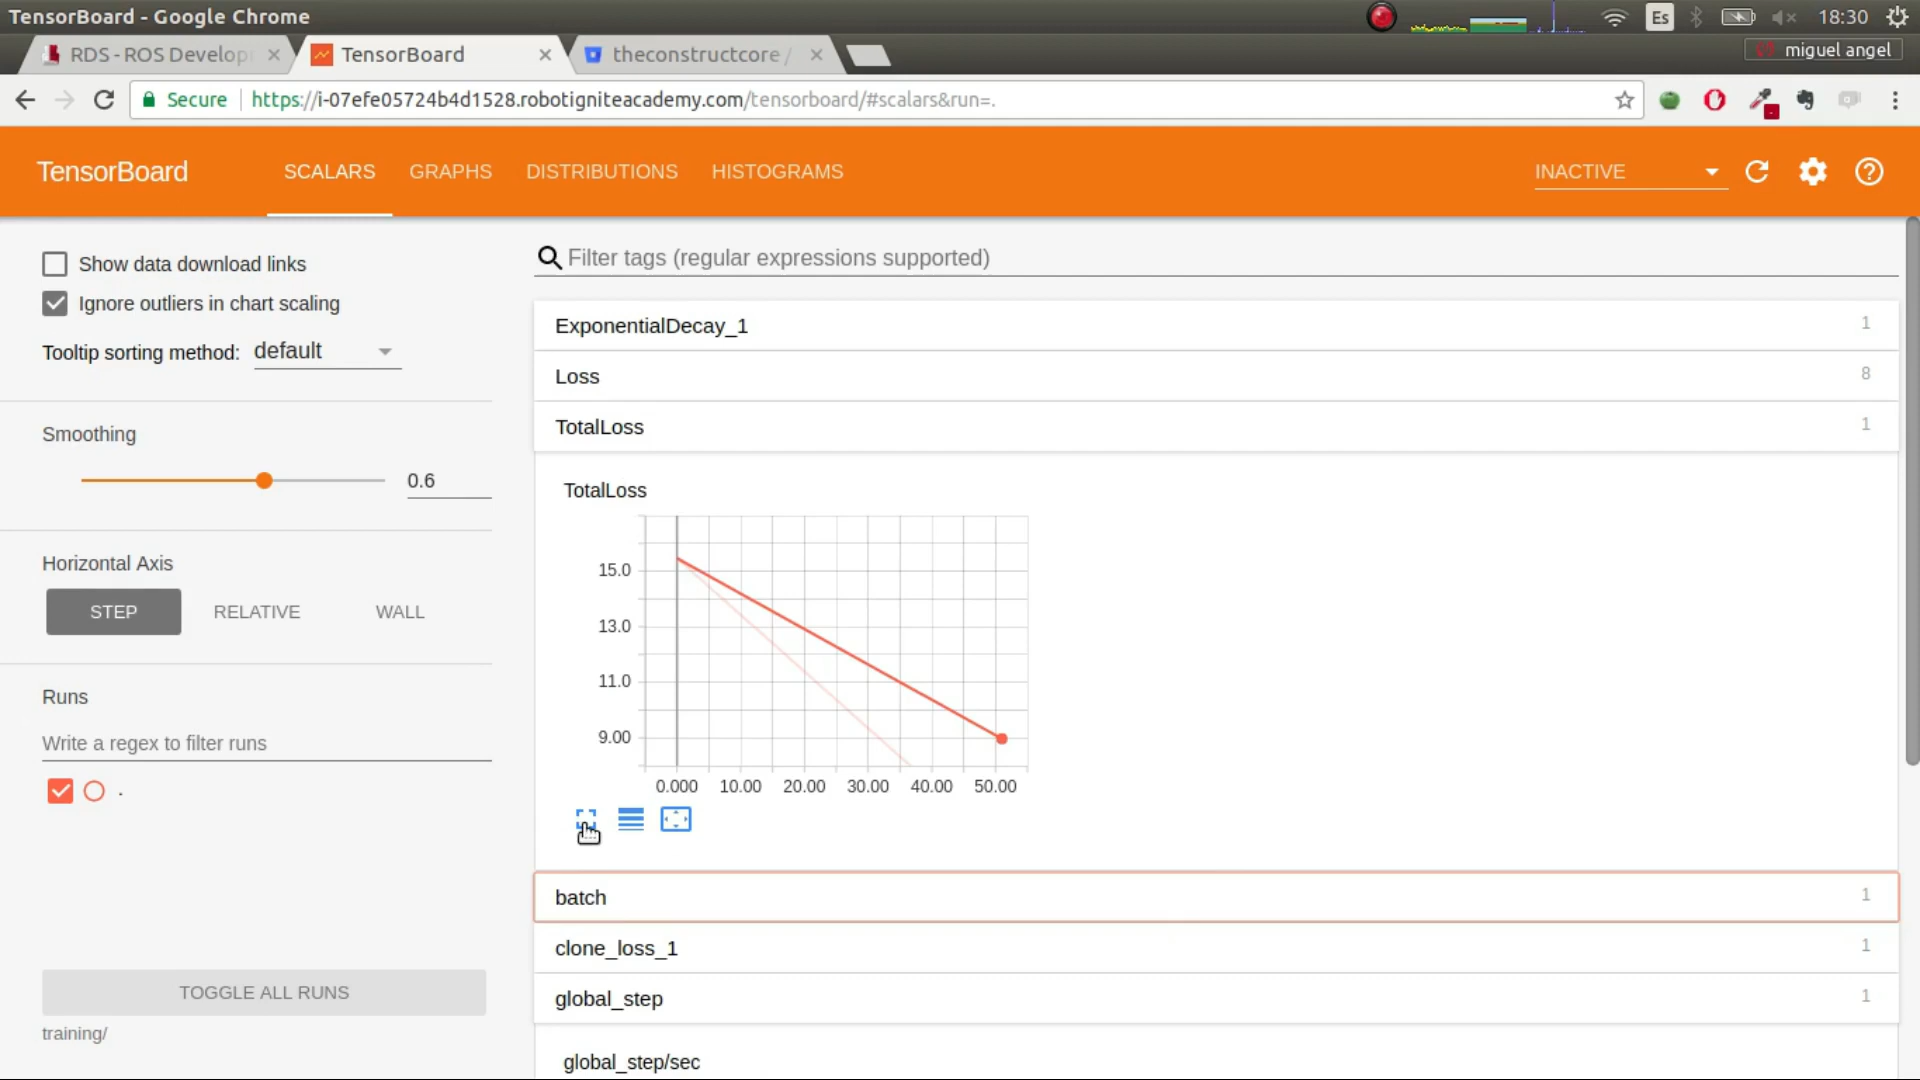 TensorBoard - Google Chrome
Es
18:30
RDS - ROS Develop
TensorBoard
theconstructcore /
miguel angel
Secure
https://i-07efe05724b4d1528.robotigniteacademy.com/tensorboard/#scalars&run=.
TensorBoard
SCALARS
GRAPHS
DISTRIBUTIONS
HISTOGRAMS
INACTIVE
Show data download links
Ignore outliers in chart scaling
Tooltip sorting method: default
Smoothing
0.6
Horizontal Axis
STEP
RELATIVE
WALL
Runs
Write a regex to filter runs
.
TOGGLE ALL RUNS
training/
Filter tags (regular expressions supported)
ExponentialDecay_1
1
Loss
8
TotalLoss
1
TotalLoss
15.0
13.0
11.0
9.00
0.000 10.00 20.00 30.00 40.00 50.00
batch
1
clone_loss_1
1
global_step
1
global_step/sec